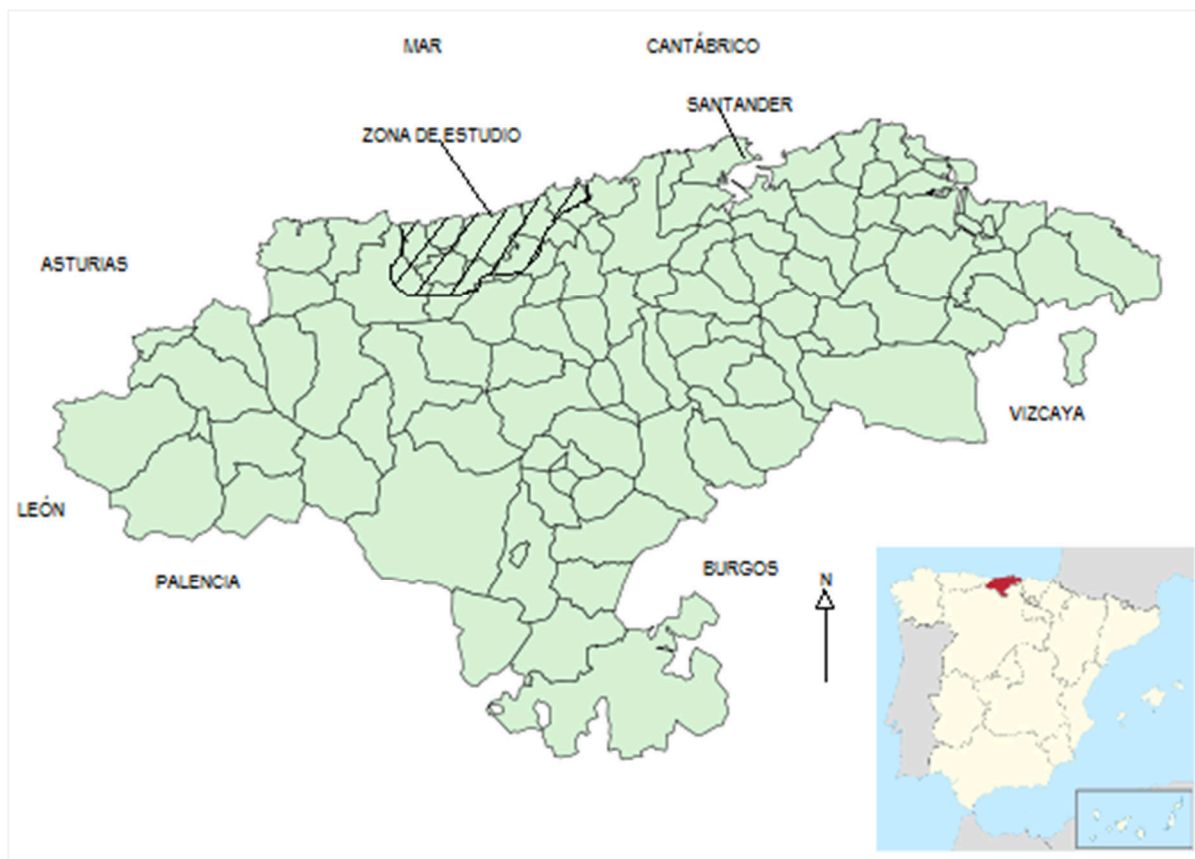 MAR
CANTÁBRICO
SANTANDER
ZONA DE ESTUDIO
ASTURIAS
VIZCAYA
LEÓN
PALENCIA
BURGOS
N